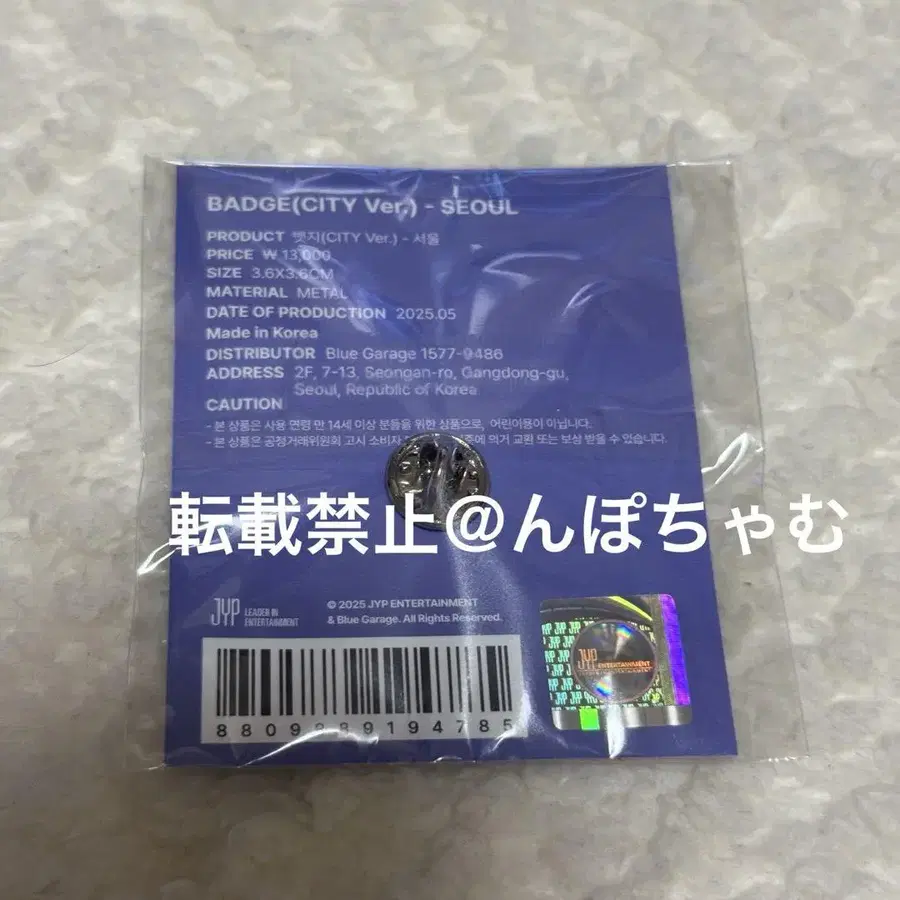 BADGE(CITY Ver.) - SEOUL
PRODUCT 뺏지(CITY Ver.) - 서울
PRICE ₩ 13,000
SIZE 3.6X3.6CM
MATERIAL METAL
DATE OF PRODUCTION 2025.05
Made in Korea
DISTRIBUTOR Blue Garage 1577-9486
ADDRESS 2F, 7-13, Seongan-ro, Gangdong-gu,
Seoul, Republic of Korea
CAUTION
- 본 상품은 사용 연령 만 14세 이상 분들을 위한 상품으로, 어린이용이 아닙니다.
- 본 상품은 공정거래위원회 고시 소비자 의거 교환 또는 보상 받을 수 있습니다.
転載禁止@んぽちゃむ
JYP LEADER IN
ENTERTAINMENT
© 2025 JYP ENTERTAINMENT
& Blue Garage. All Rights Reserved.
JYP ENTERTAINMENT